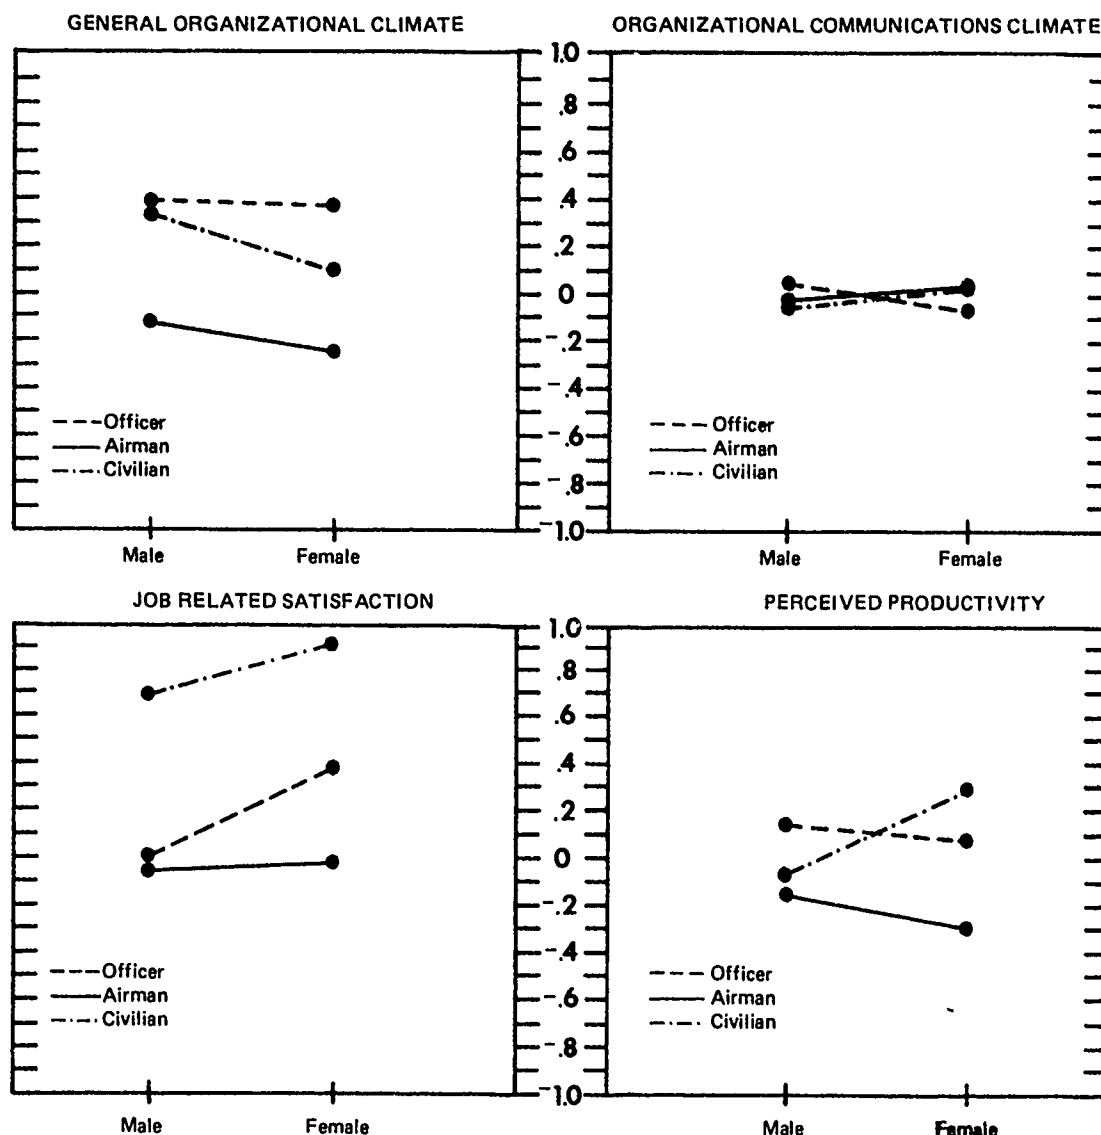 GENERAL ORGANIZATIONAL CLIMATE
ORGANIZATIONAL COMMUNICATIONS CLIMATE
1.0
.8
.6
.4
.2
0
-.2
-.4
-.6
-.8
-1.0
Officer
Airman
Civilian
Male Female
Officer
Airman
Civilian
Male Female
JOB RELATED SATISFACTION
PERCEIVED PRODUCTIVITY
1.0
.8
.6
.4
.2
0
-.2
-.4
-.6
-.8
-1.0
Officer
Airman
Civilian
Male Female
Officer
Airman
Civilian
Male Female